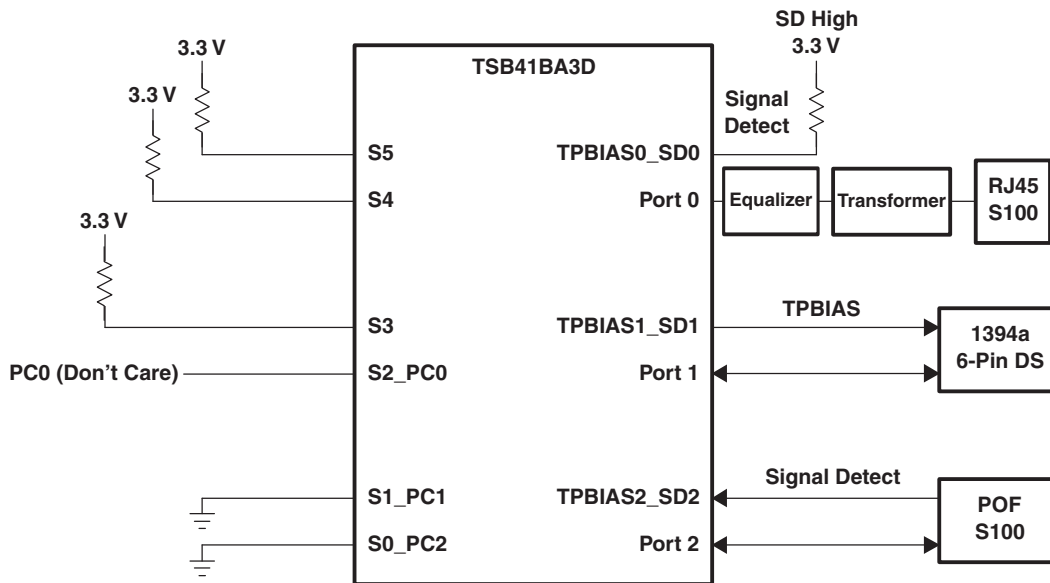 SD High
3.3 V
3.3 V
TSB41BA3D
3.3 V
Signal
Detect
S5
TPBIAS0_SD0
S4
Port 0
Equalizer
Transformer
RJ45
S100
3.3 V
S3
TPBIAS1_SD1
TPBIAS
1394a
6-Pin DS
PC0 (Don't Care)
S2_PC0
Port 1
S1_PC1
TPBIAS2_SD2
Signal Detect
POF
S100
S0_PC2
Port 2